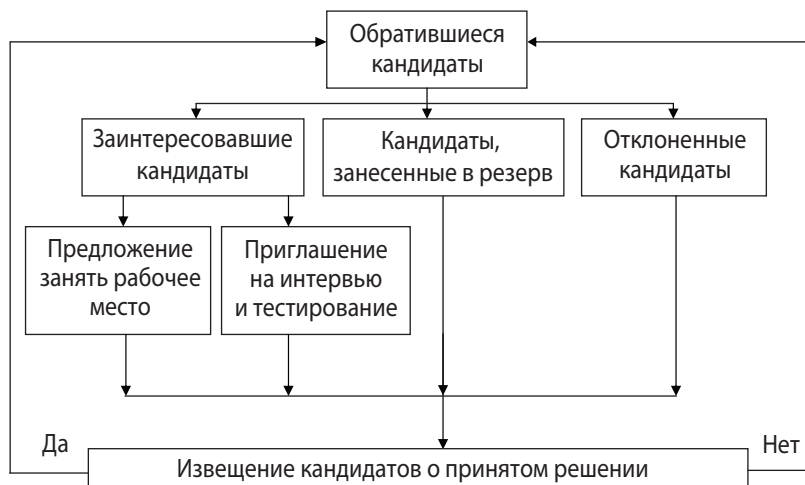 Обратившиеся
кандидаты
Заинтересовавшие
кандидаты
Кандидаты,
занесенные в резерв
Отклоненные
кандидаты
Предложение
занять рабочее
место
Приглашение
на интервью
и тестирование
Да
Нет
Извещение кандидатов о принятом решении